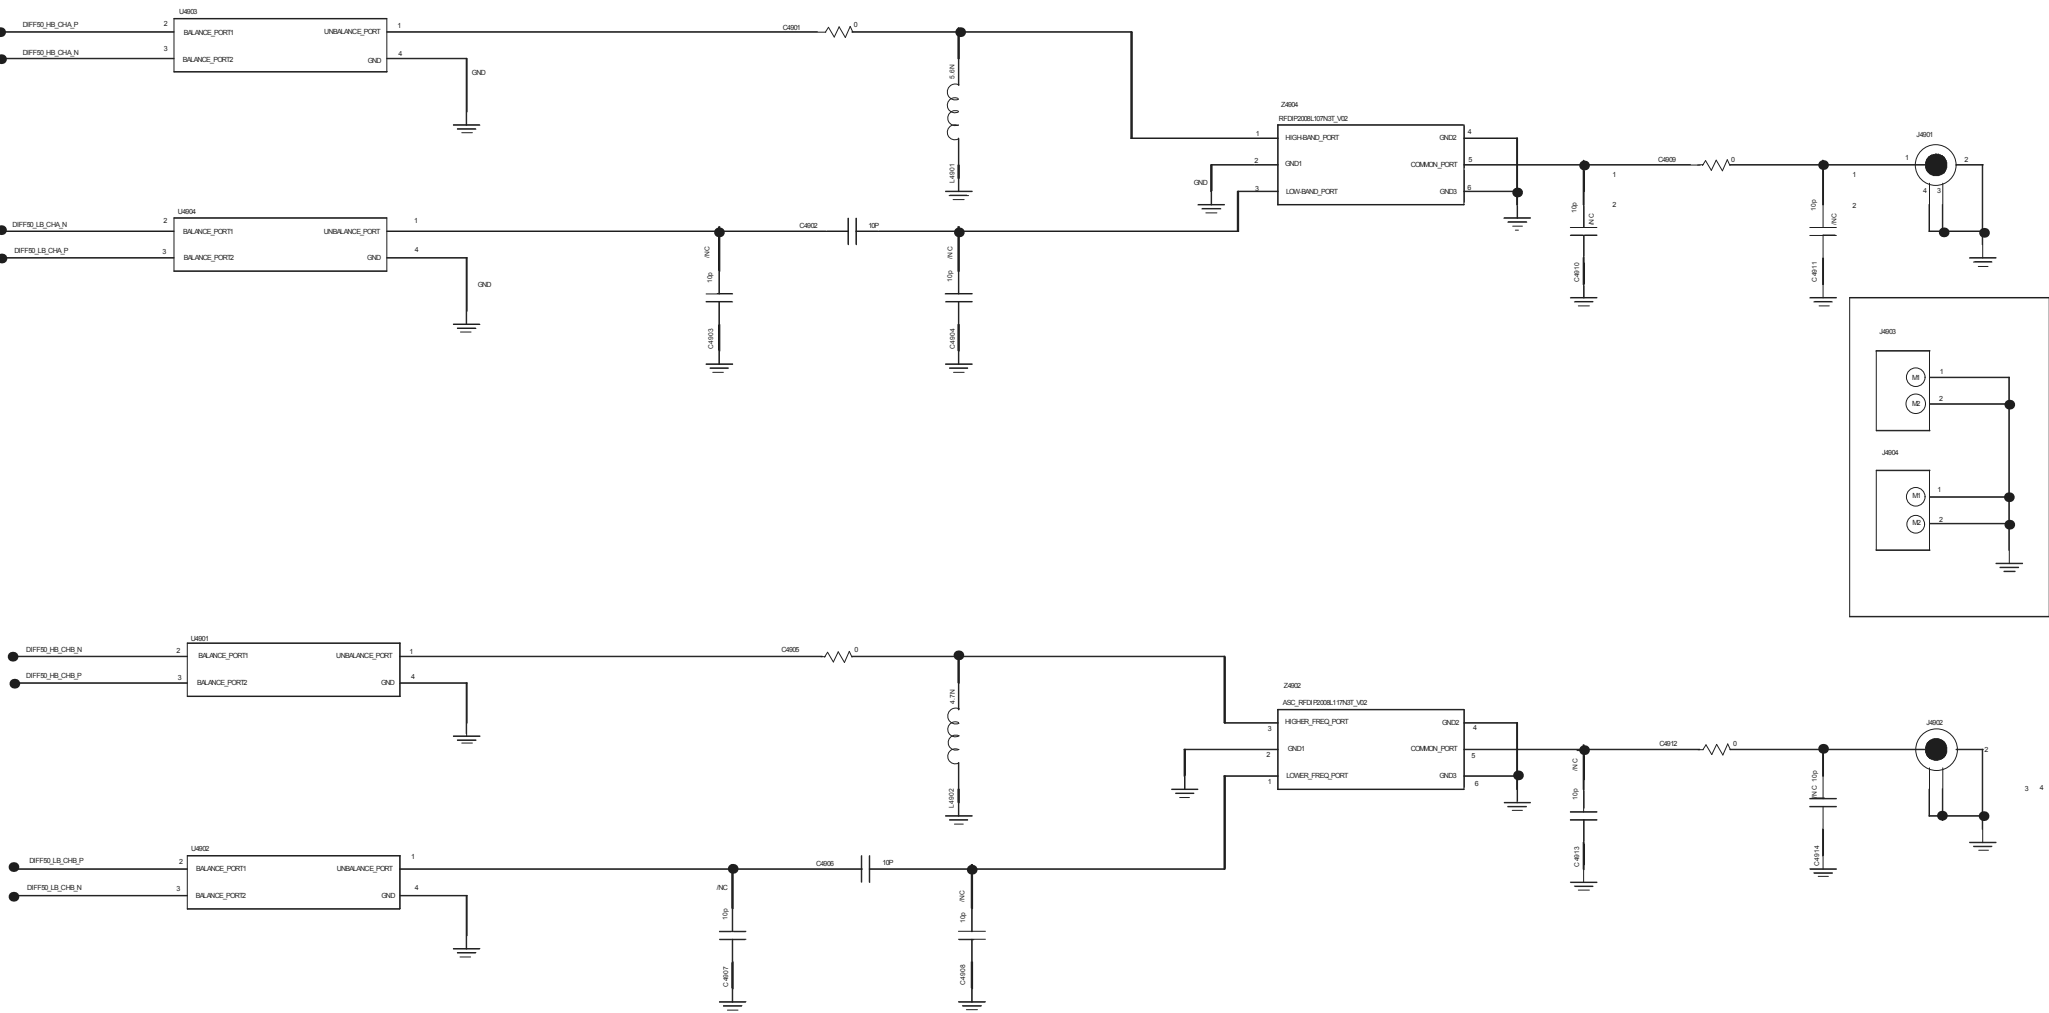 U4903
DIFF50_HB_CHA_P 2 BALANCE_PORT1 UNBALANCE_PORT 1 C4901 0
DIFF50_HB_CHA_N 3 BALANCE_PORT2 GND 4
GND
5.6N
L4901
Z4904
RFDIP2008L107N3T_V02
1 HIGH-BAND_PORT GND2 4
2 GND1 COMMON_PORT 5
GND
3 LOW-BAND_PORT GND3 6
C4909 0
J4901
1 2
4 3
1
2
10p /NC
C4910
1
2
10p /NC
C4911
U4904
DIFF50_LB_CHA_N 2 BALANCE_PORT1 UNBALANCE_PORT 1 C4902 10P
DIFF50_LB_CHA_P 3 BALANCE_PORT2 GND 4
GND
/NC
10p
C4903
/NC
10p
C4904
J4903
M1 1
M2 2
J4904
M1 1
M2 2
U4901
DIFF50_HB_CHB_N 2 BALANCE_PORT1 UNBALANCE_PORT 1 C4905 0
DIFF50_HB_CHB_P 3 BALANCE_PORT2 GND 4
4.7N
L4902
Z4902
ASC_RFDIP2008L117N3T_V02
3 HIGHER_FREQ_PORT GND2 4
2 GND1 COMMON_PORT 5
1 LOWER_FREQ_PORT GND3 6
C4912 0
J4902
2
3 4
/NC
10p
C4913
/NC 10p
C4914
U4902
DIFF50_LB_CHB_P 2 BALANCE_PORT1 UNBALANCE_PORT 1 C4906 10P
DIFF50_LB_CHB_N 3 BALANCE_PORT2 GND 4
/NC
10p
C4907
/NC
10p
C4908